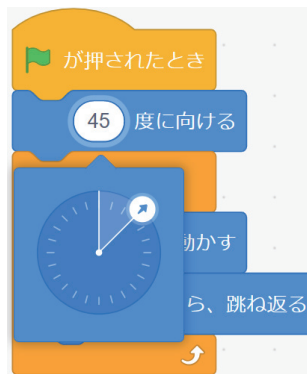 が押されたとき
45 度に向ける
動かす
ら、跳ね返る